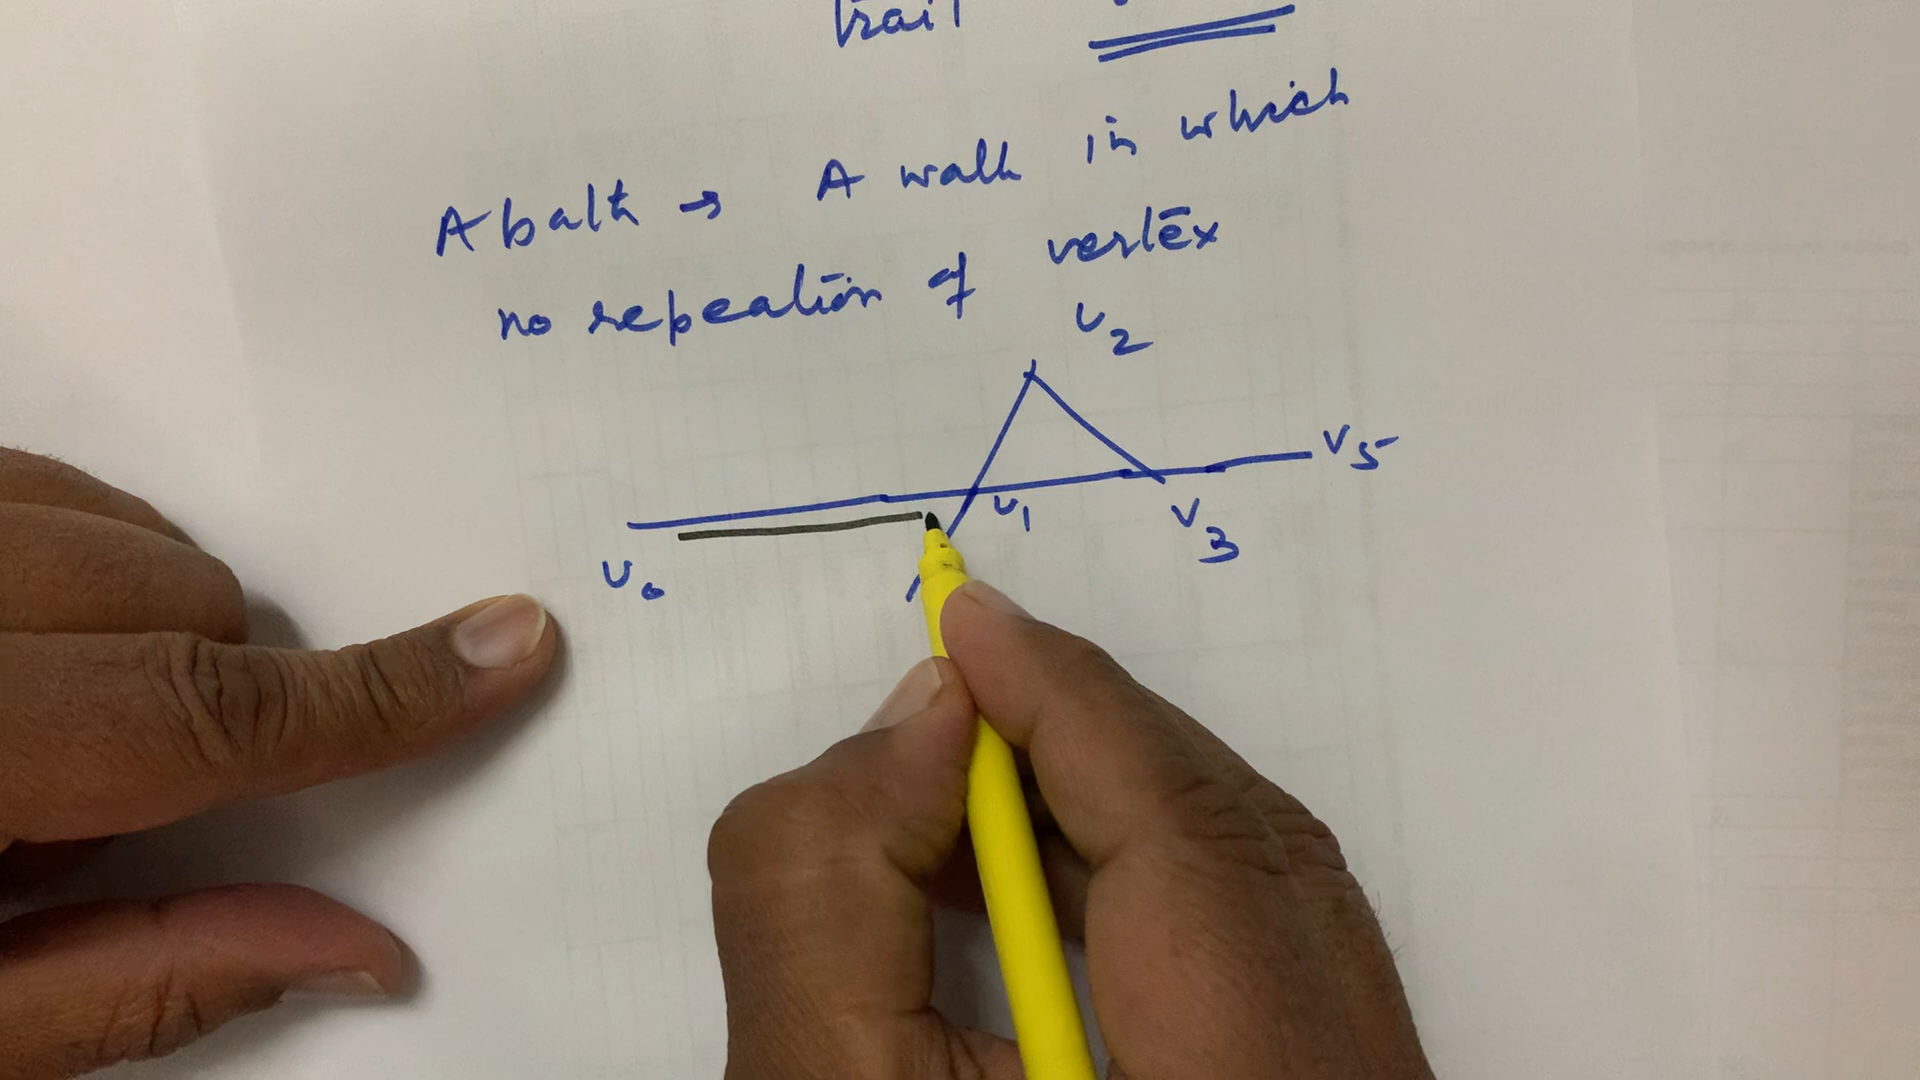 trail
A path → A walk in which
no repeation of vertex
v2
v5
v1
v3
v0